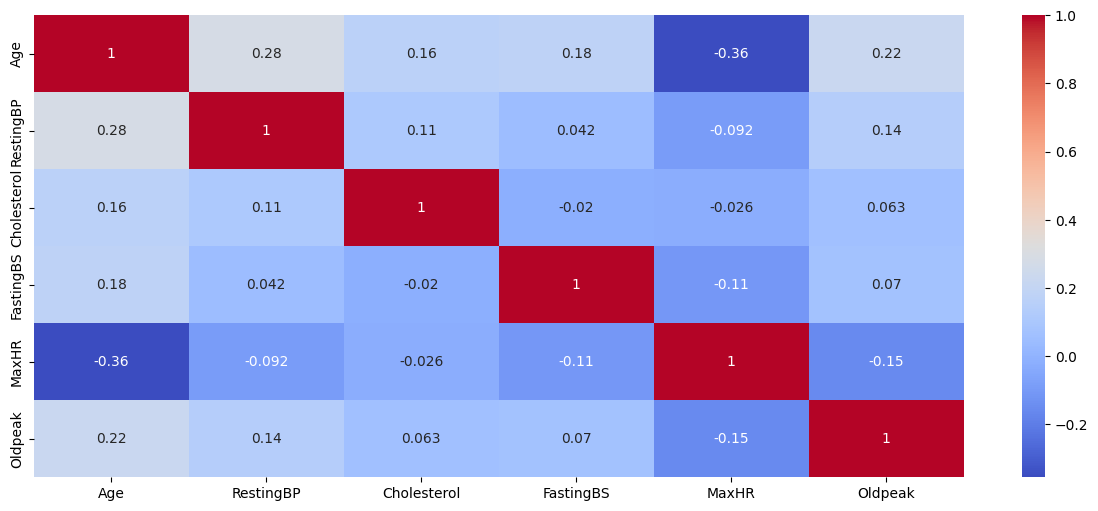 Age 1 0.28 0.16 0.18 -0.36 0.22
RestingBP 0.28 1 0.11 0.042 -0.092 0.14
Cholesterol 0.16 0.11 1 -0.02 -0.026 0.063
FastingBS 0.18 0.042 -0.02 1 -0.11 0.07
MaxHR -0.36 -0.092 -0.026 -0.11 1 -0.15
Oldpeak 0.22 0.14 0.063 0.07 -0.15 1
Age RestingBP Cholesterol FastingBS MaxHR Oldpeak
1.0
0.8
0.6
0.4
0.2
0.0
−0.2